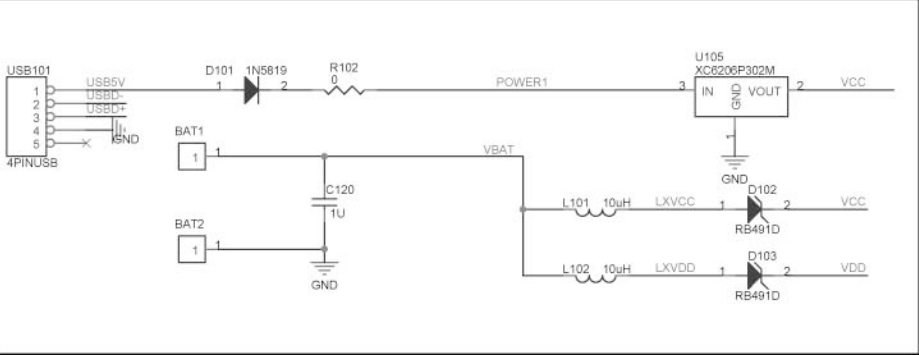 USB101
1
2
3
4
5
4PINUSB
USB5V
USBD-
USBD+
GND
D101 1N5819
1 2
R102
0
POWER1
U105
XC6206P302M
3 IN GND VOUT 2
1
GND
VCC
BAT1
1 1
VBAT
C120
1U
BAT2
1 1
GND
L101 10uH LXVCC
D102
1 2
RB491D
VCC
L102 10uH LXVDD
D103
1 2
RB491D
VDD